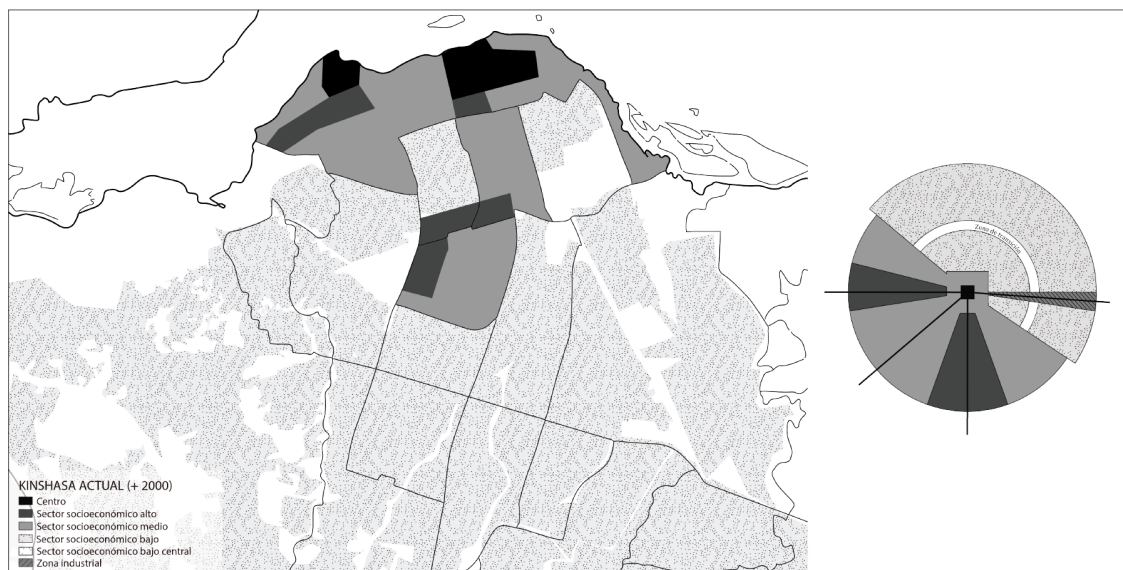 Zona de transición
KINSHASA ACTUAL (+ 2000)
Centro
Sector socioeconómico alto
Sector socioeconómico medio
Sector socioeconómico bajo
Sector socioeconómico bajo central
Zona industrial